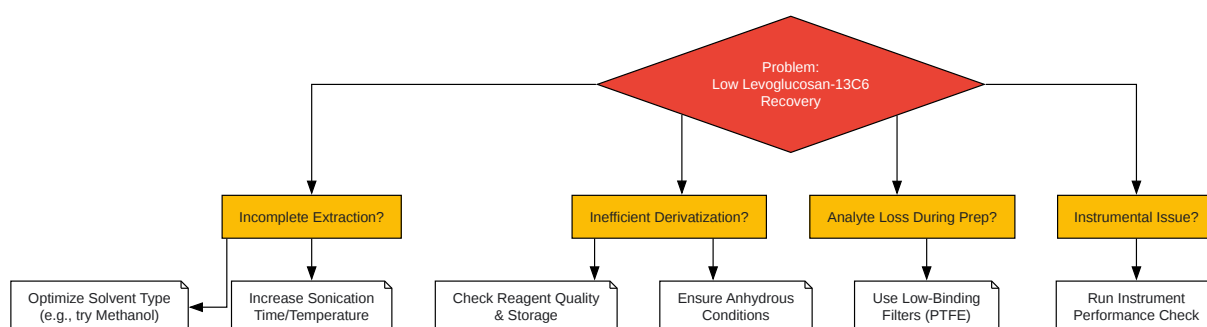 Problem:
Low Levoglucosan-13C6
Recovery
Incomplete Extraction?
Inefficient Derivatization?
Analyte Loss During Prep?
Instrumental Issue?
Optimize Solvent Type
(e.g., try Methanol)
Increase Sonication
Time/Temperature
Check Reagent Quality
& Storage
Ensure Anhydrous
Conditions
Use Low-Binding
Filters (PTFE)
Run Instrument
Performance Check